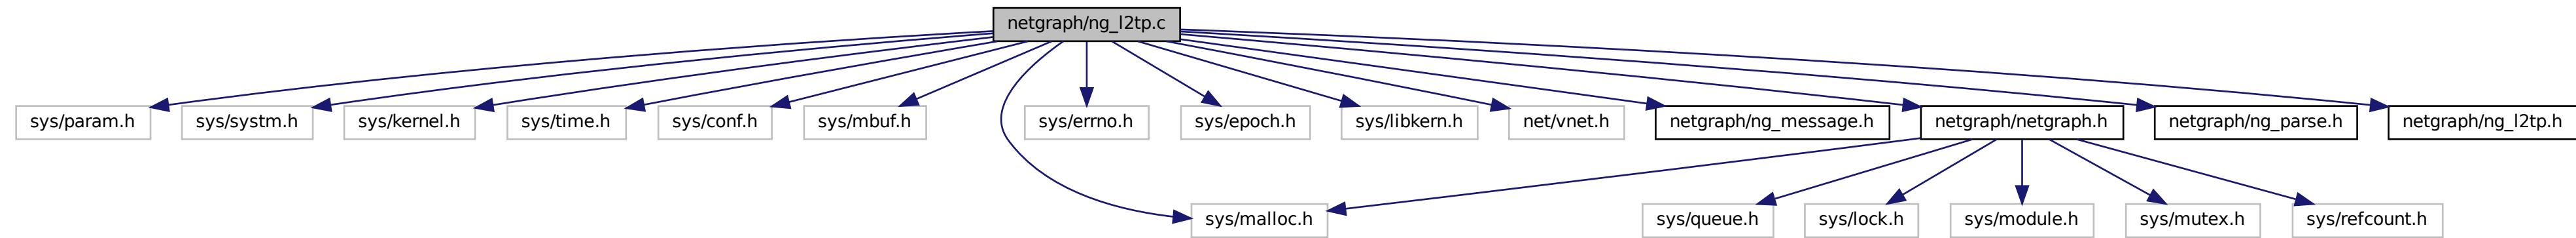 netgraph/ng_l2tp.c
sys/param.h
sys/systm.h
sys/kernel.h
sys/time.h
sys/conf.h
sys/mbuf.h
sys/errno.h
sys/epoch.h
sys/libkern.h
net/vnet.h
netgraph/ng_message.h
netgraph/netgraph.h
netgraph/ng_parse.h
netgraph/ng_l2tp.h
sys/malloc.h
sys/queue.h
sys/lock.h
sys/module.h
sys/mutex.h
sys/refcount.h